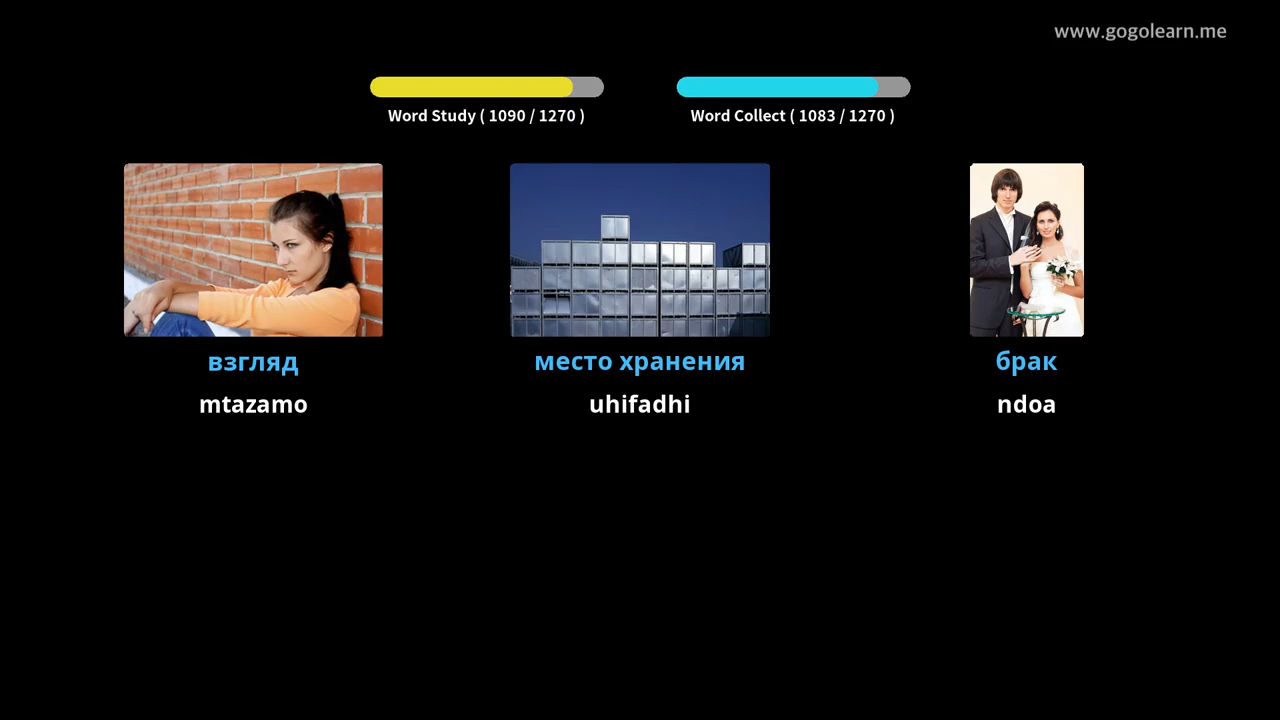 www.gogolearn.me
Word Study ( 1090 / 1270 )
Word Collect ( 1083 / 1270 )
взгляд
место хранения
брак
mtazamo
uhifadhi
ndoa